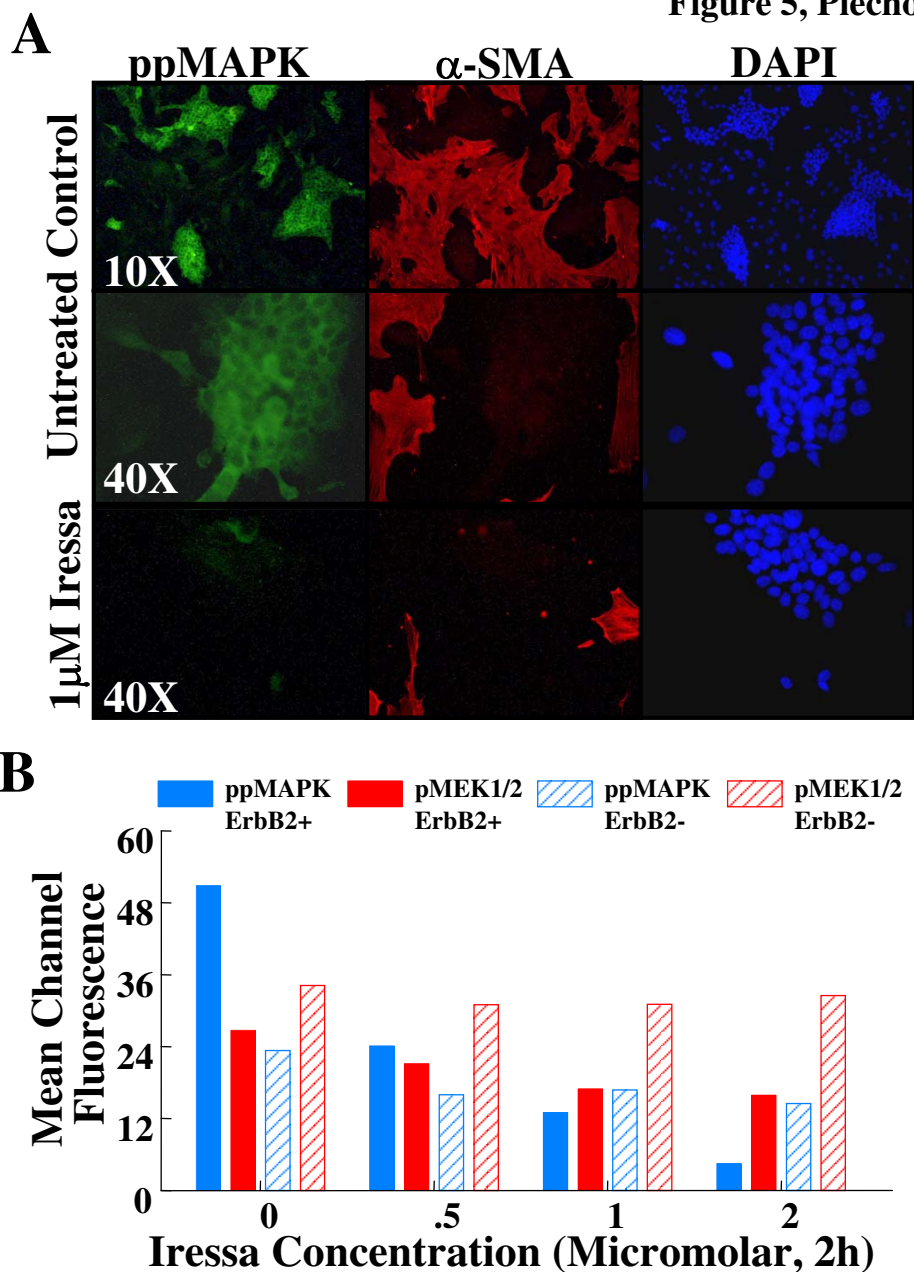 Figure 5, Plecho
A
ppMAPK α-SMA DAPI
Untreated Control
10X
40X
1μM Iressa
40X
B
ppMAPK ErbB2+
pMEK1/2 ErbB2+
ppMAPK ErbB2-
pMEK1/2 ErbB2-
Mean Channel Fluorescence
60
48
36
24
12
0
0 .5 1 2
Iressa Concentration (Micromolar, 2h)